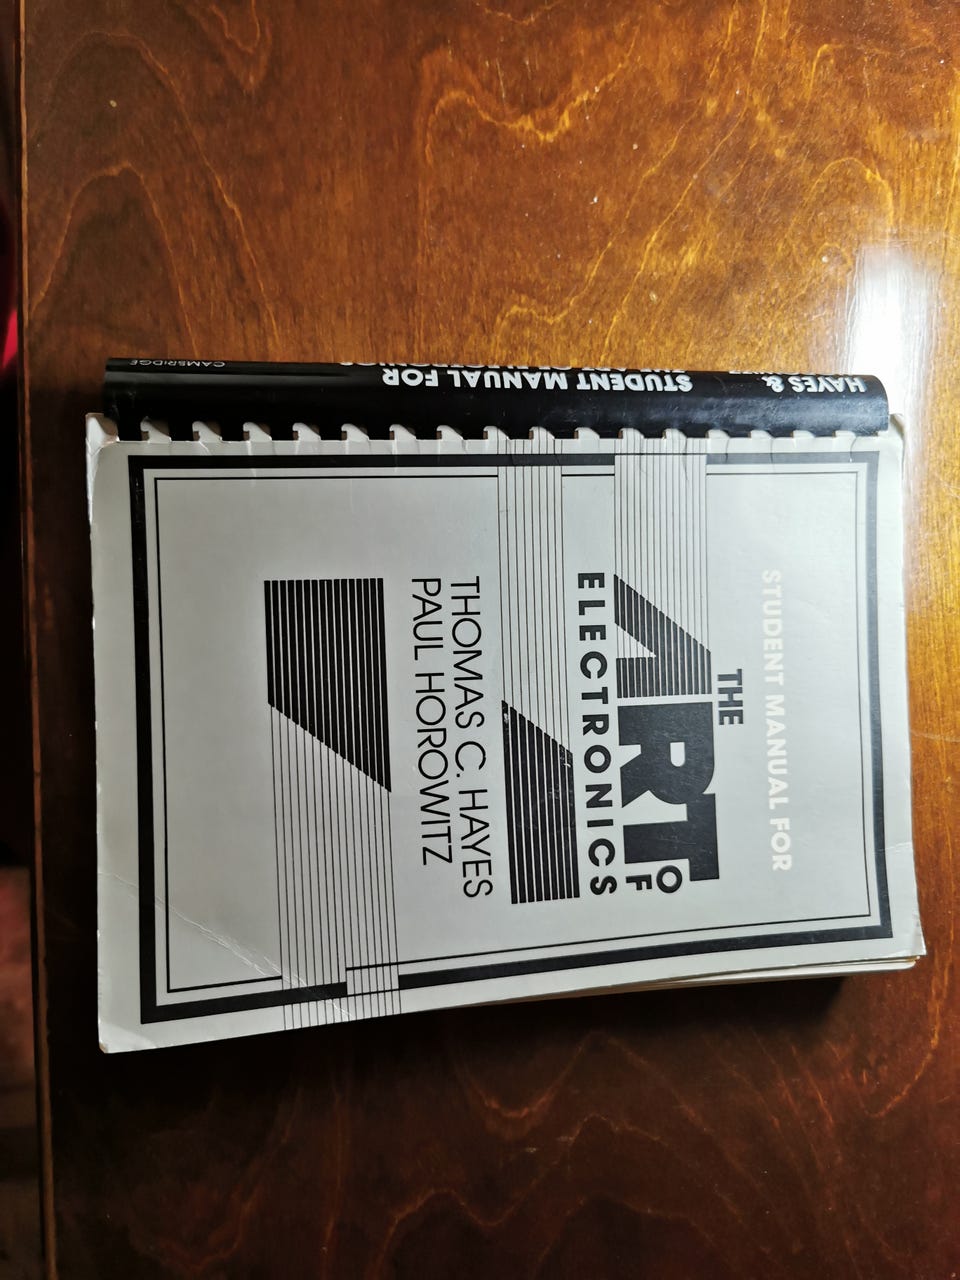 STUDENT MANUAL FOR
THE
ART OF
ELECTRONICS
THOMAS C. HAYES
PAUL HOROWITZ
HAYES &
STUDENT MANUAL FOR
CAMBRIDGE